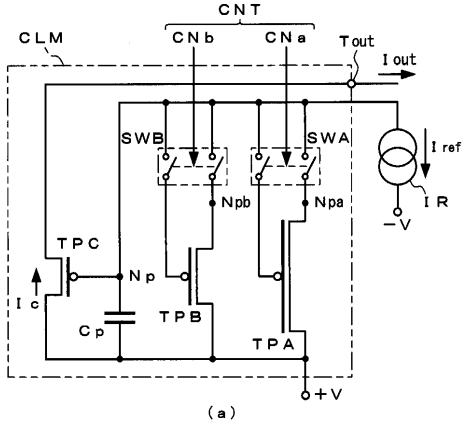 CNT
CLM
CNb
CNa
Tout
Iout
SWB
SWA
Iref
Npb
Npa
IR
−V
TPC
Np
Ic
TPB
Cp
TPA
+V
(a)